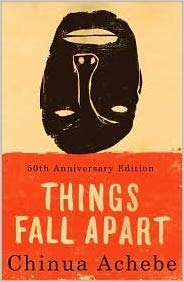 50th Anniversary Edition
THINGS
FALL APART
Chinua Achebe